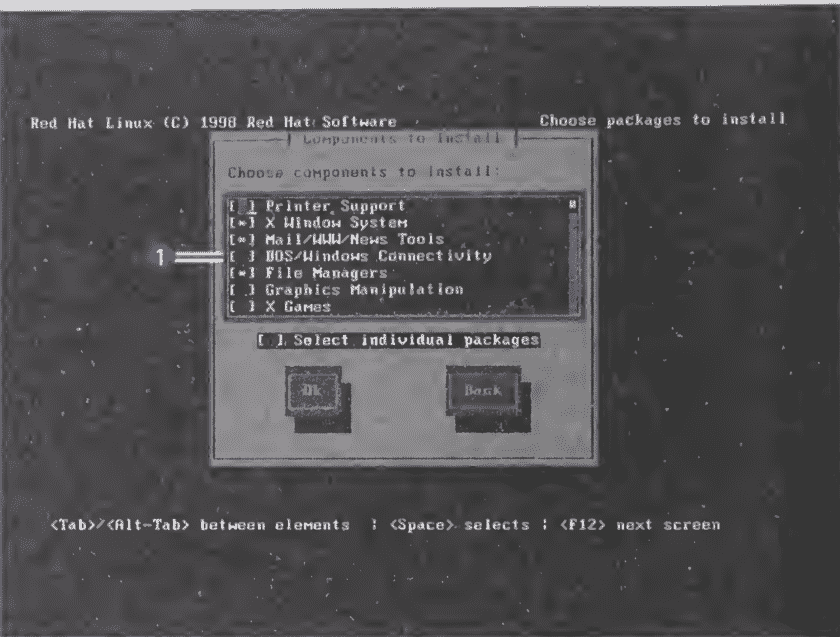 Red Hat Linux (C) 1998 Red Hat Software Choose packages to install
Components to Install
Choose components to install:
[ ] Printer Support
[*] X Window System
[*] Mail/WWW/News Tools
1 [ ] DOS/Windows Connectivity
[*] File Managers
[ ] Graphics Manipulation
[ ] X Games
[ ] Select individual packages
Ok Back
<Tab>/<Alt-Tab> between elements | <Space> selects | <F12> next screen